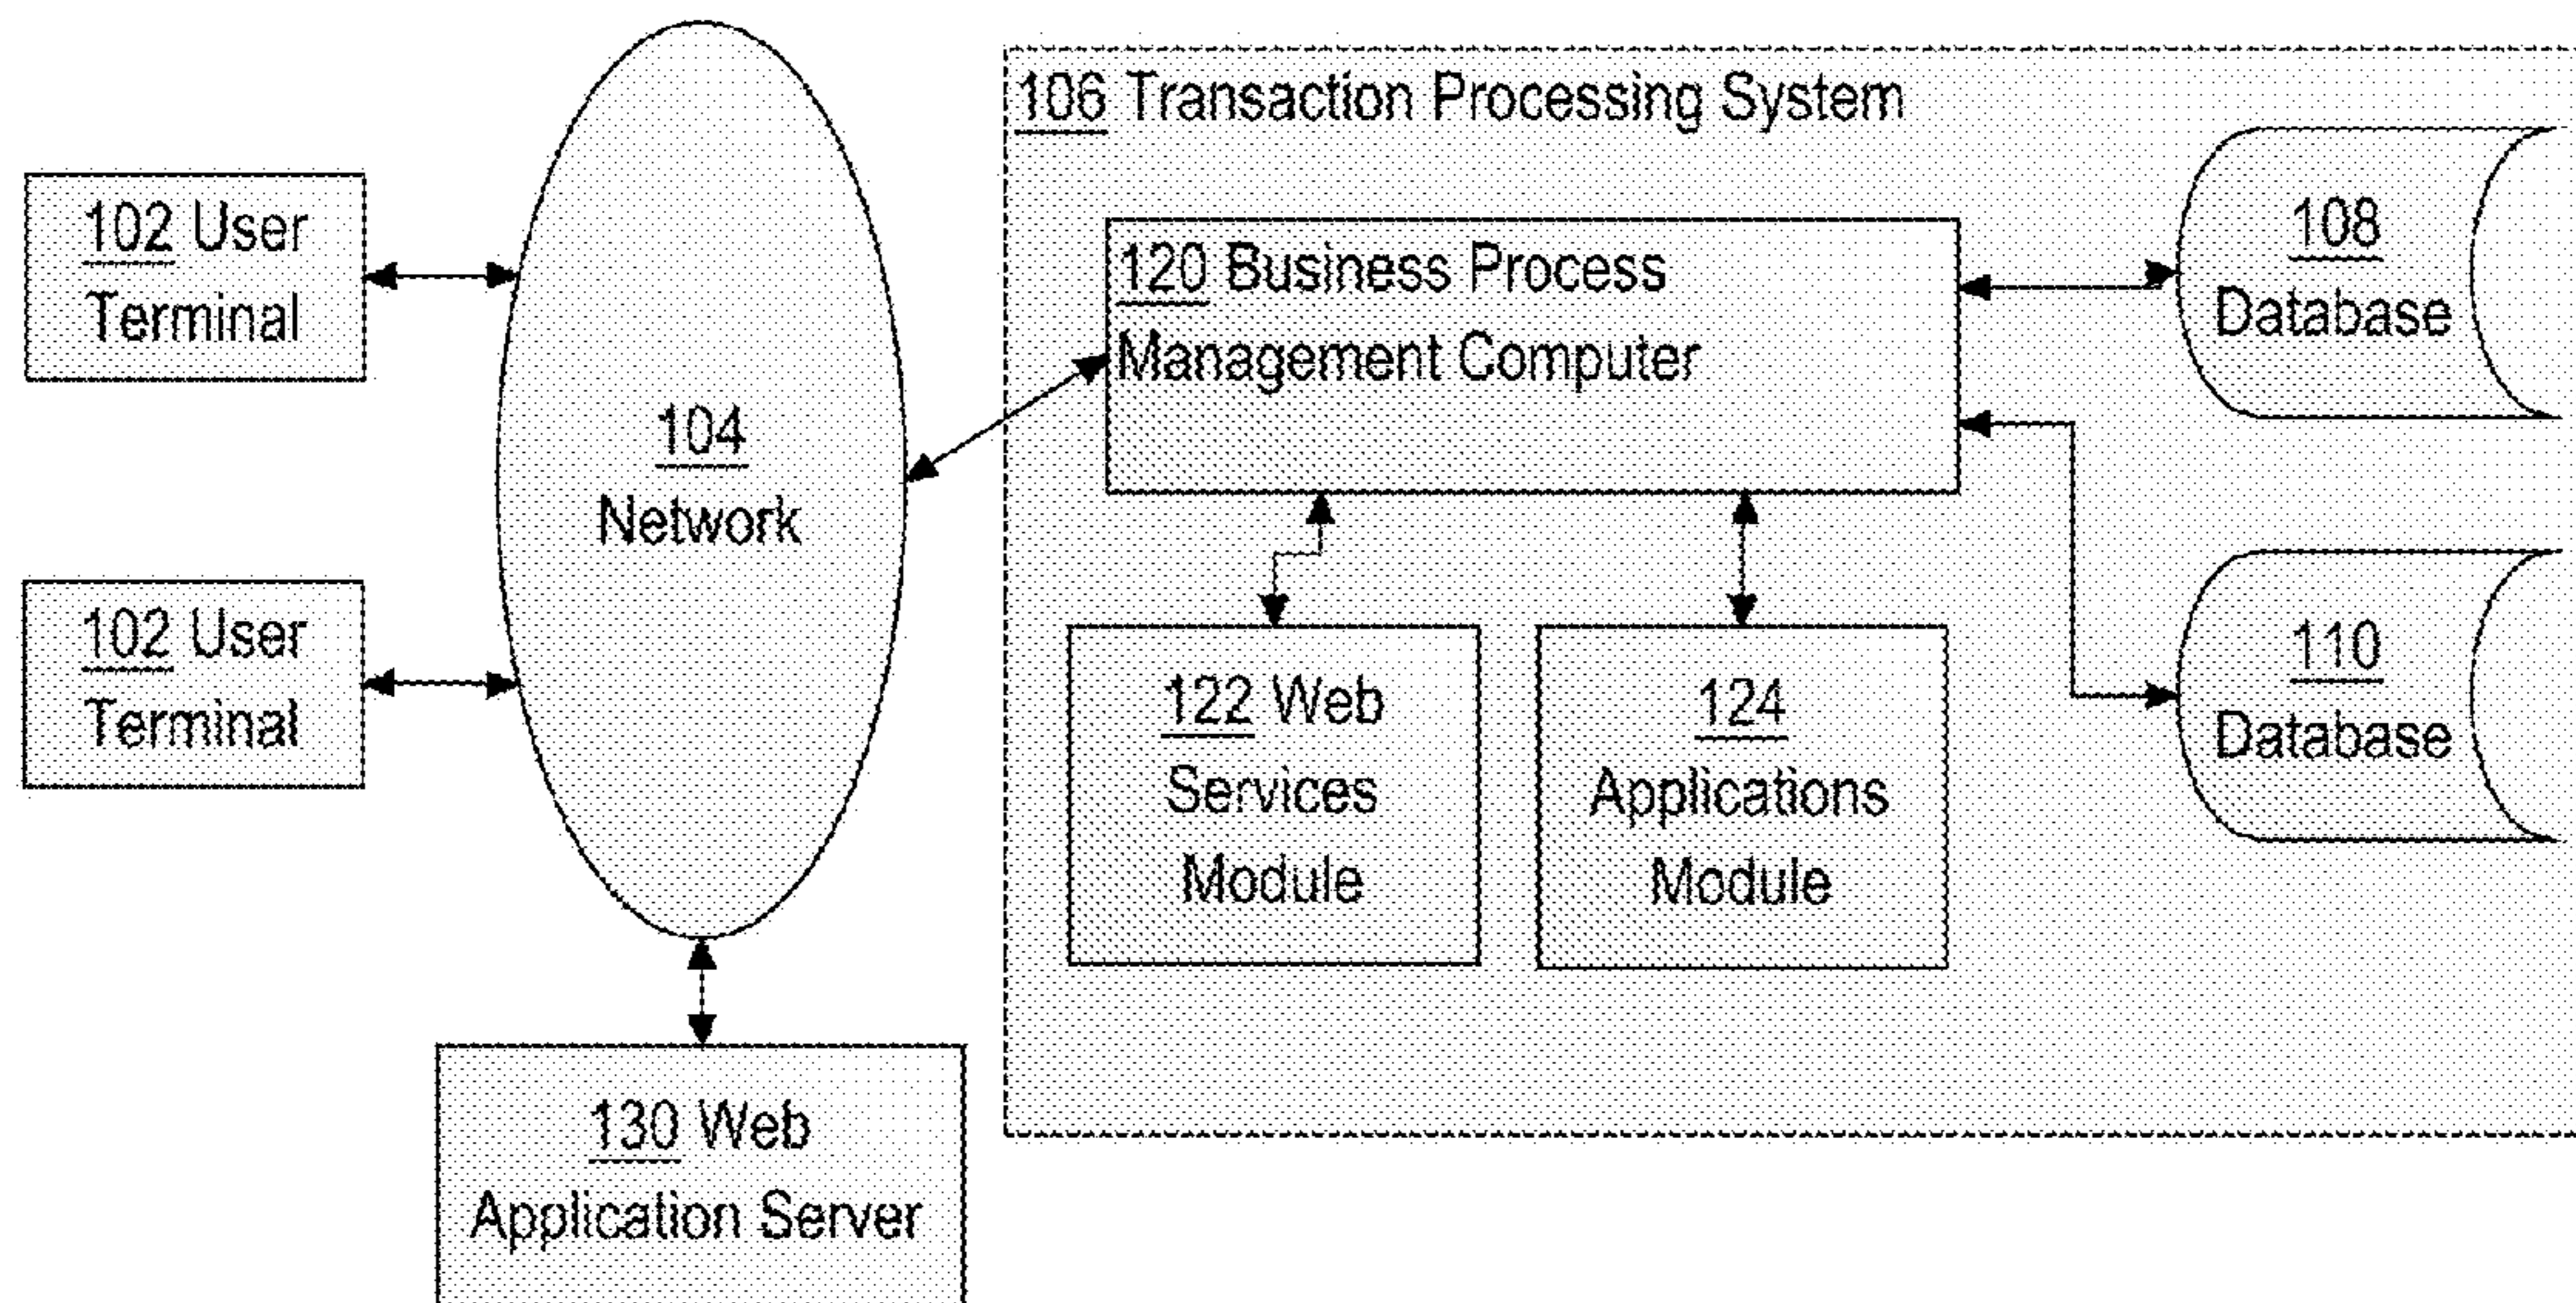 106 Transaction Processing System
102 User
Terminal
104
Network
120 Business Process
Management Computer
108
Database
102 User
Terminal
122 Web
Services
Module
124
Applications
Module
110
Database
130 Web
Application Server